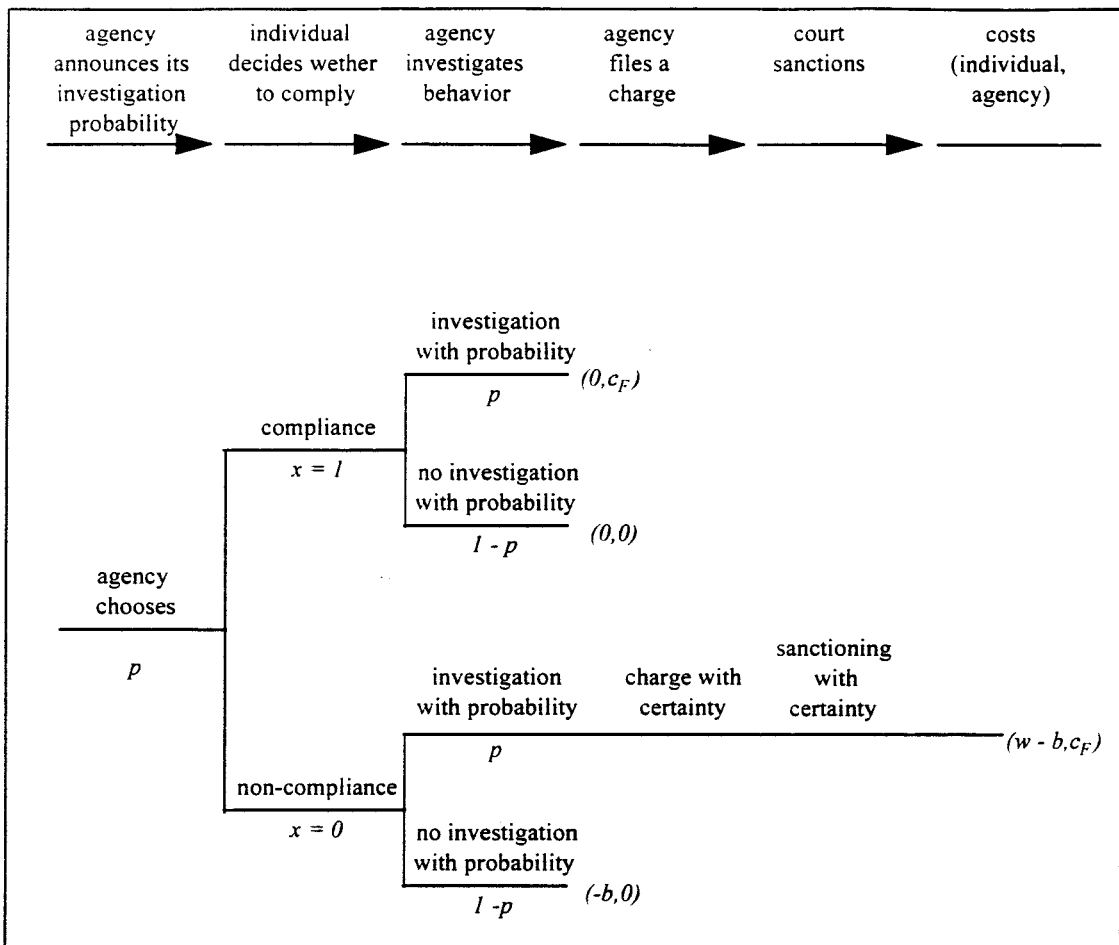 agency
announces its
investigation
probability
individual
decides wether
to comply
agency
investigates
behavior
agency
files a
charge
court
sanctions
costs
(individual,
agency)
investigation
with probability
p
(0,c_F)
compliance
x = 1
no investigation
with probability
1 - p
(0,0)
agency
chooses
p
investigation
with probability
p
charge with
certainty
sanctioning
with
certainty
(w - b,c_F)
non-compliance
x = 0
no investigation
with probability
1 -p
(-b,0)